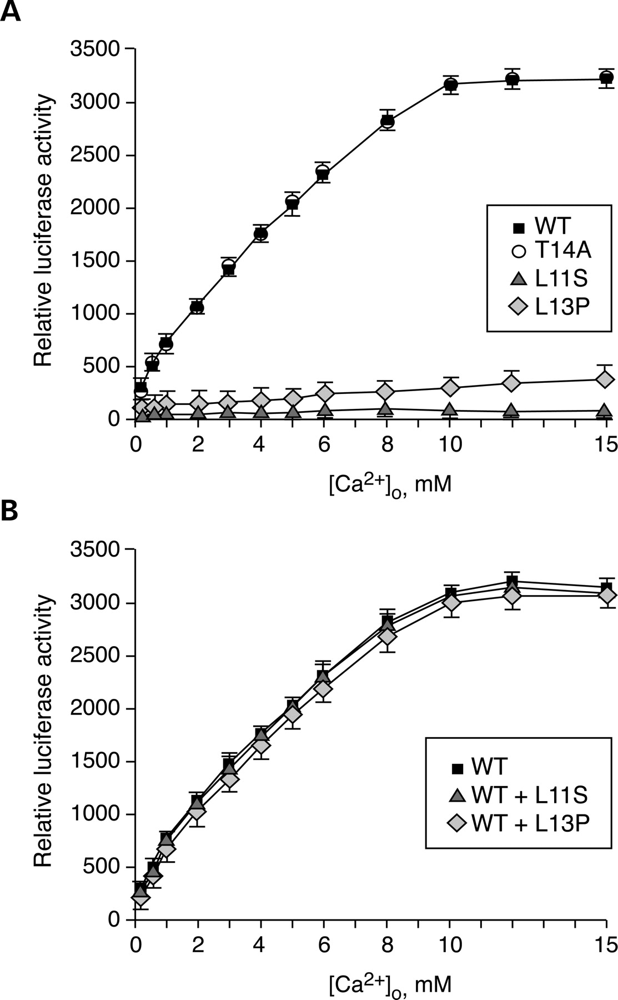 A
3500
3000
2500
2000
1500
1000
500
0
Relative luciferase activity
WT
T14A
L11S
L13P
0 2 4 6 8 10 15
[Ca2+]o, mM
B
3500
3000
2500
2000
1500
1000
500
0
Relative luciferase activity
WT
WT + L11S
WT + L13P
0 2 4 6 8 10 15
[Ca2+]o, mM